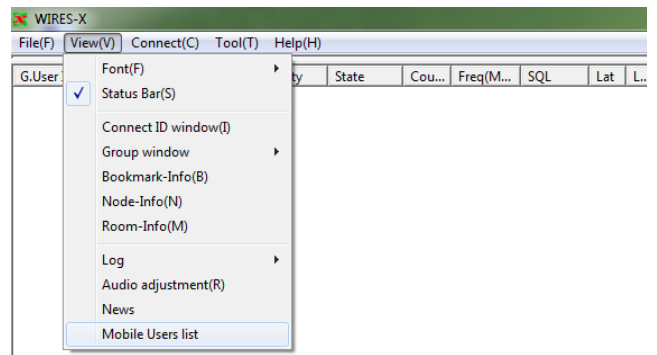 WIRES-X
File(F) View(V) Connect(C) Tool(T) Help(H)
G.User ty State Cou... Freq(M... SQL Lat L...
Font(F)
Status Bar(S)
Connect ID window(I)
Group window
Bookmark-Info(B)
Node-Info(N)
Room-Info(M)
Log
Audio adjustment(R)
News
Mobile Users list